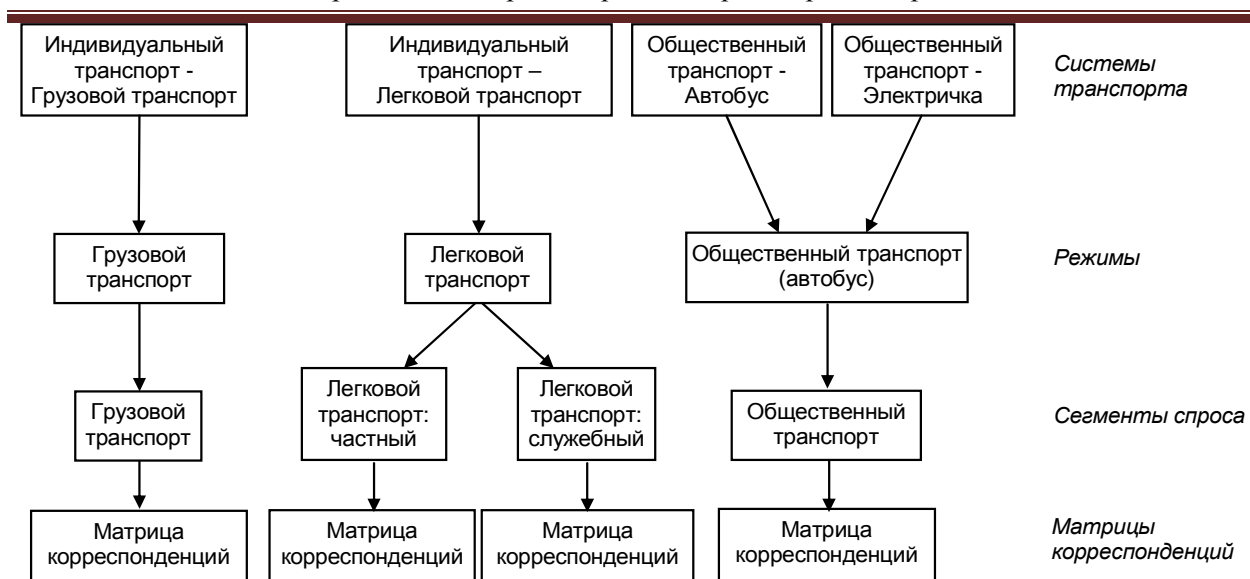 Индивидуальный
транспорт -
Грузовой транспорт
Индивидуальный
транспорт –
Легковой транспорт
Общественный
транспорт -
Автобус
Общественный
транспорт -
Электричка
Системы
транспорта
Грузовой
транспорт
Легковой
транспорт
Общественный транспорт
(автобус)
Режимы
Грузовой
транспорт
Легковой
транспорт:
частный
Легковой
транспорт:
служебный
Общественный
транспорт
Сегменты спроса
Матрица
корреспонденций
Матрица
корреспонденций
Матрица
корреспонденций
Матрица
корреспонденций
Матрицы
корреспонденций